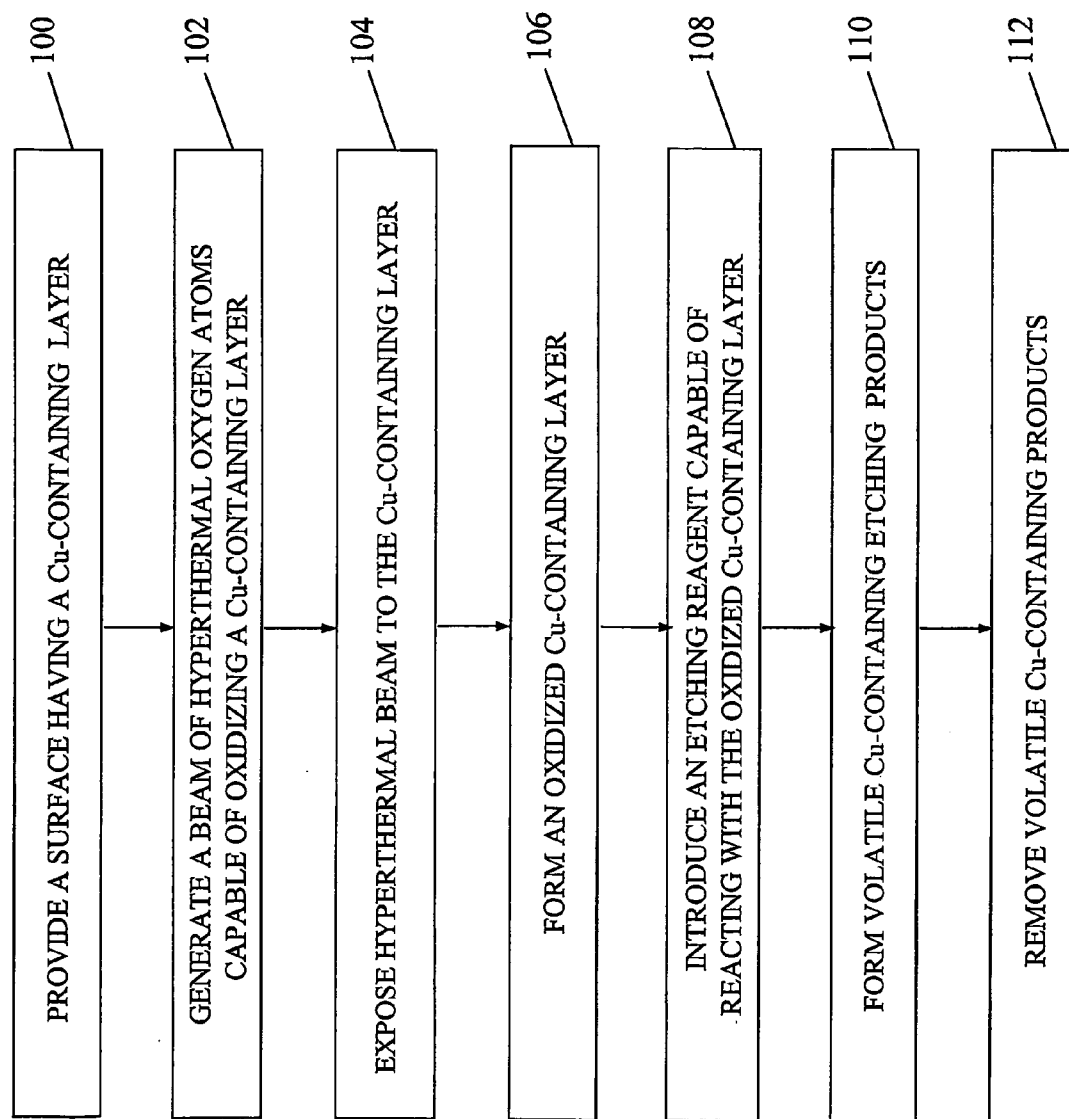 100
PROVIDE A SURFACE HAVING A Cu-CONTAINING LAYER
102
GENERATE A BEAM OF HYPERTHERMAL OXYGEN ATOMS
CAPABLE OF OXIDIZING A Cu-CONTAINING LAYER
104
EXPOSE HYPERTHERMAL BEAM TO THE Cu-CONTAINING LAYER
106
FORM AN OXIDIZED Cu-CONTAINING LAYER
108
INTRODUCE AN ETCHING REAGENT CAPABLE OF
REACTING WITH THE OXIDIZED Cu-CONTAINING LAYER
110
FORM VOLATILE Cu-CONTAINING ETCHING PRODUCTS
112
REMOVE VOLATILE Cu-CONTAINING PRODUCTS